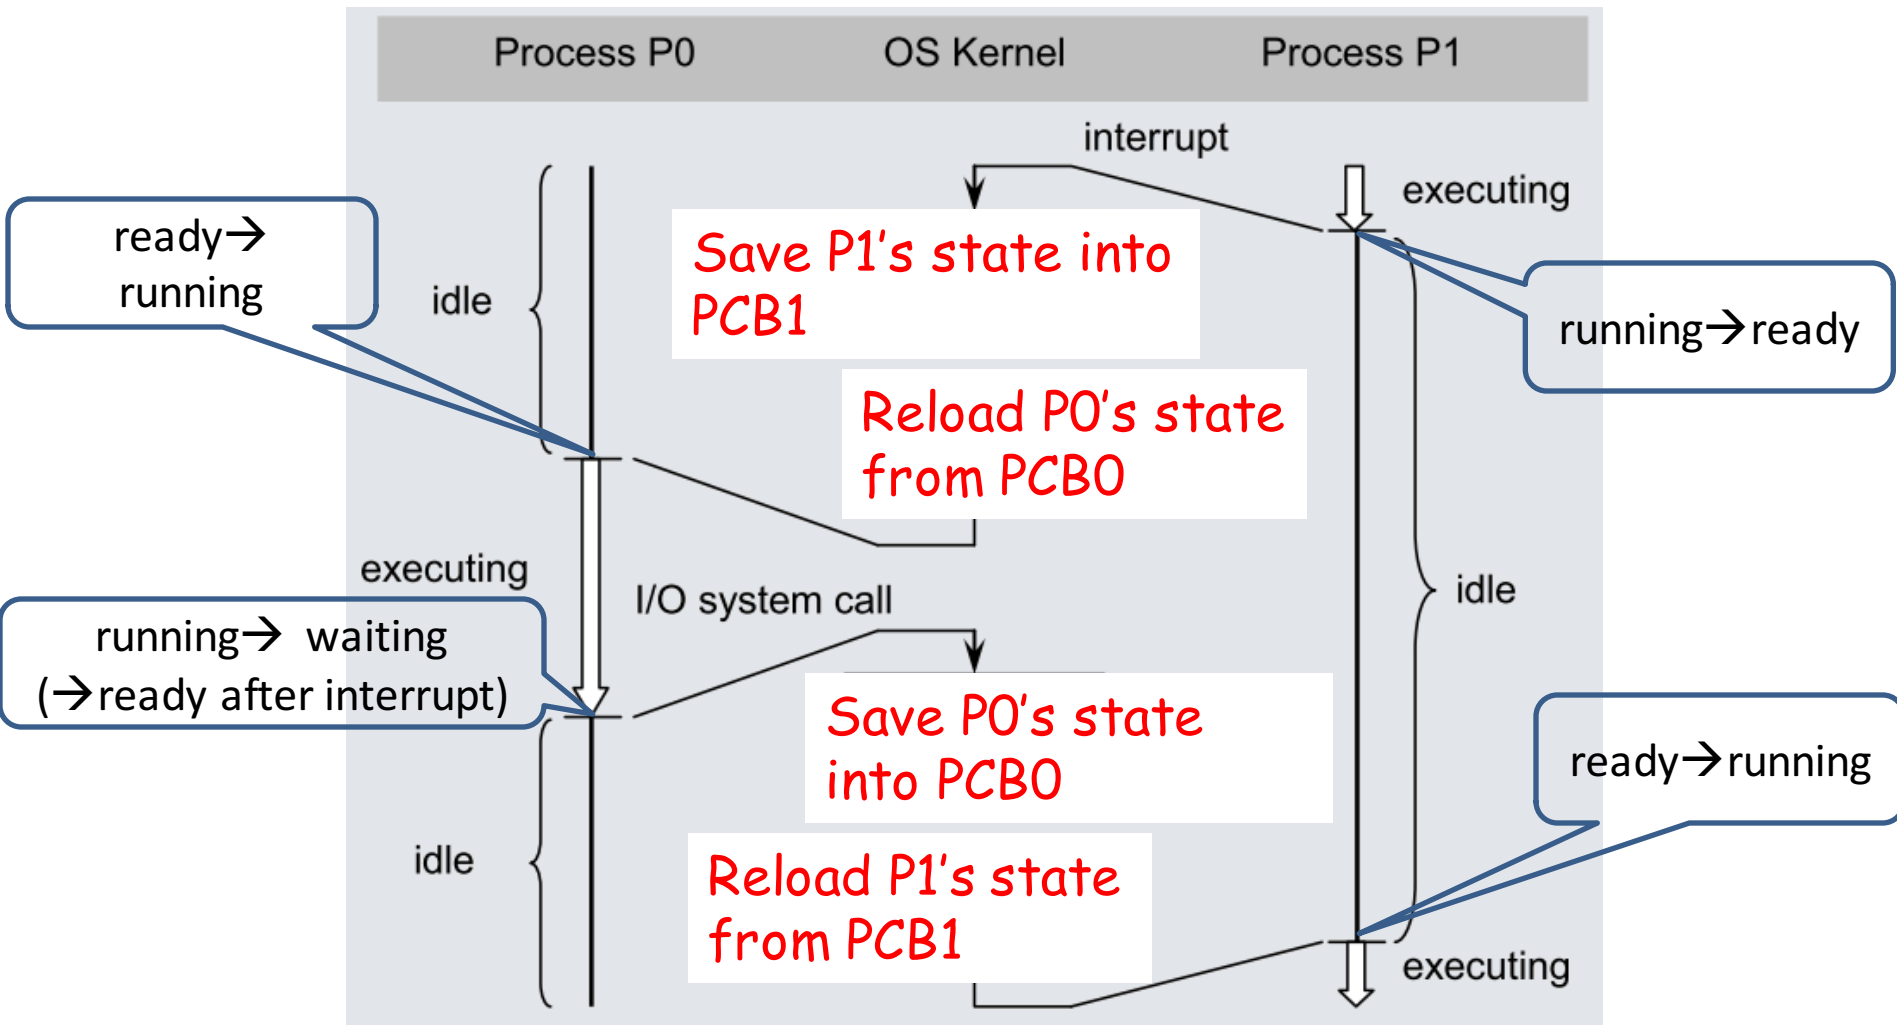 Process P0
OS Kernel
Process P1
interrupt
executing
ready→
running
idle
Save P1's state into
PCB1
running→ready
Reload P0's state
from PCB0
executing
I/O system call
idle
running→ waiting
(→ready after interrupt)
Save P0's state
into PCB0
ready→running
idle
Reload P1's state
from PCB1
executing